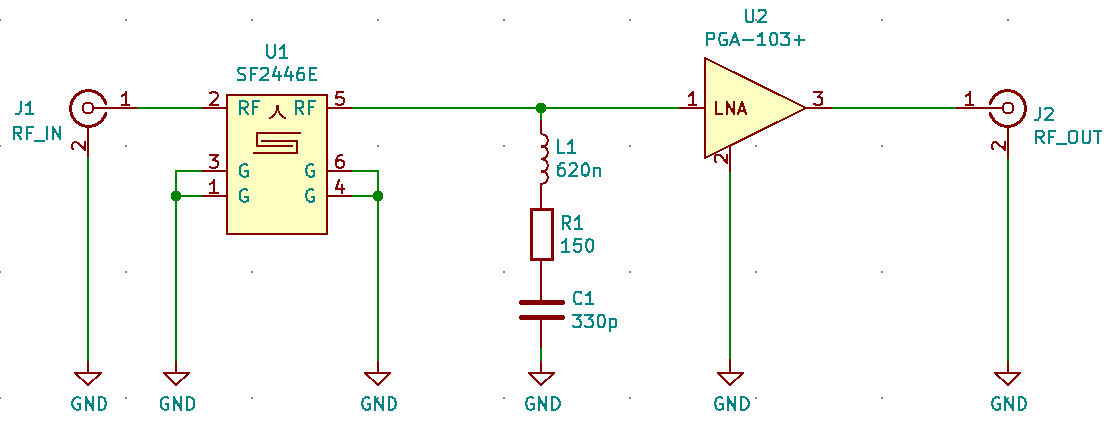 U2
PGA-103+
U1
SF2446E
J1
RF_IN
1
2
2
RF
RF
5
3
G
G
6
1
G
G
4
L1
620n
R1
150
C1
330p
1
LNA
3
2
1
J2
RF_OUT
2
GND
GND
GND
GND
GND
GND